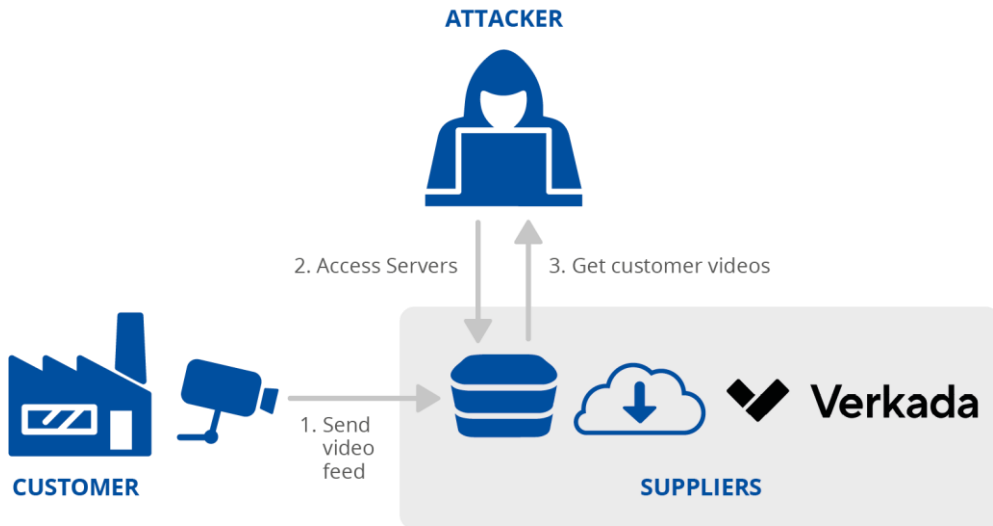 ATTACKER
2. Access Servers
3. Get customer videos
1. Send
video
feed
Verkada
CUSTOMER
SUPPLIERS